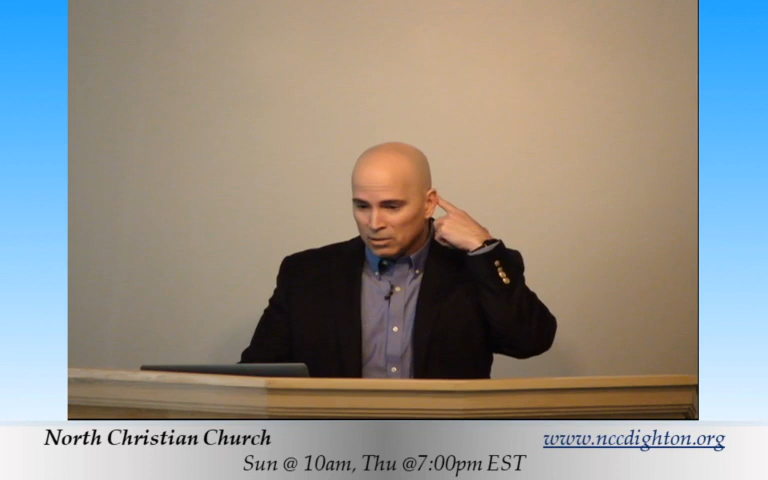 North Christian Church www.nccdighton.org
Sun @ 10am, Thu @7:00pm EST